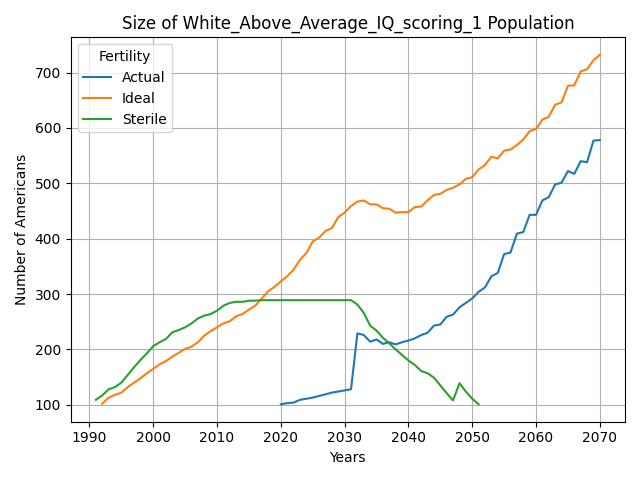 Size of White_Above_Average_IQ_scoring_1 Population
Fertility
Actual
Ideal
Sterile
Number of Americans
700
600
500
400
300
200
100
1990 2000 2010 2020 2030 2040 2050 2060 2070
Years